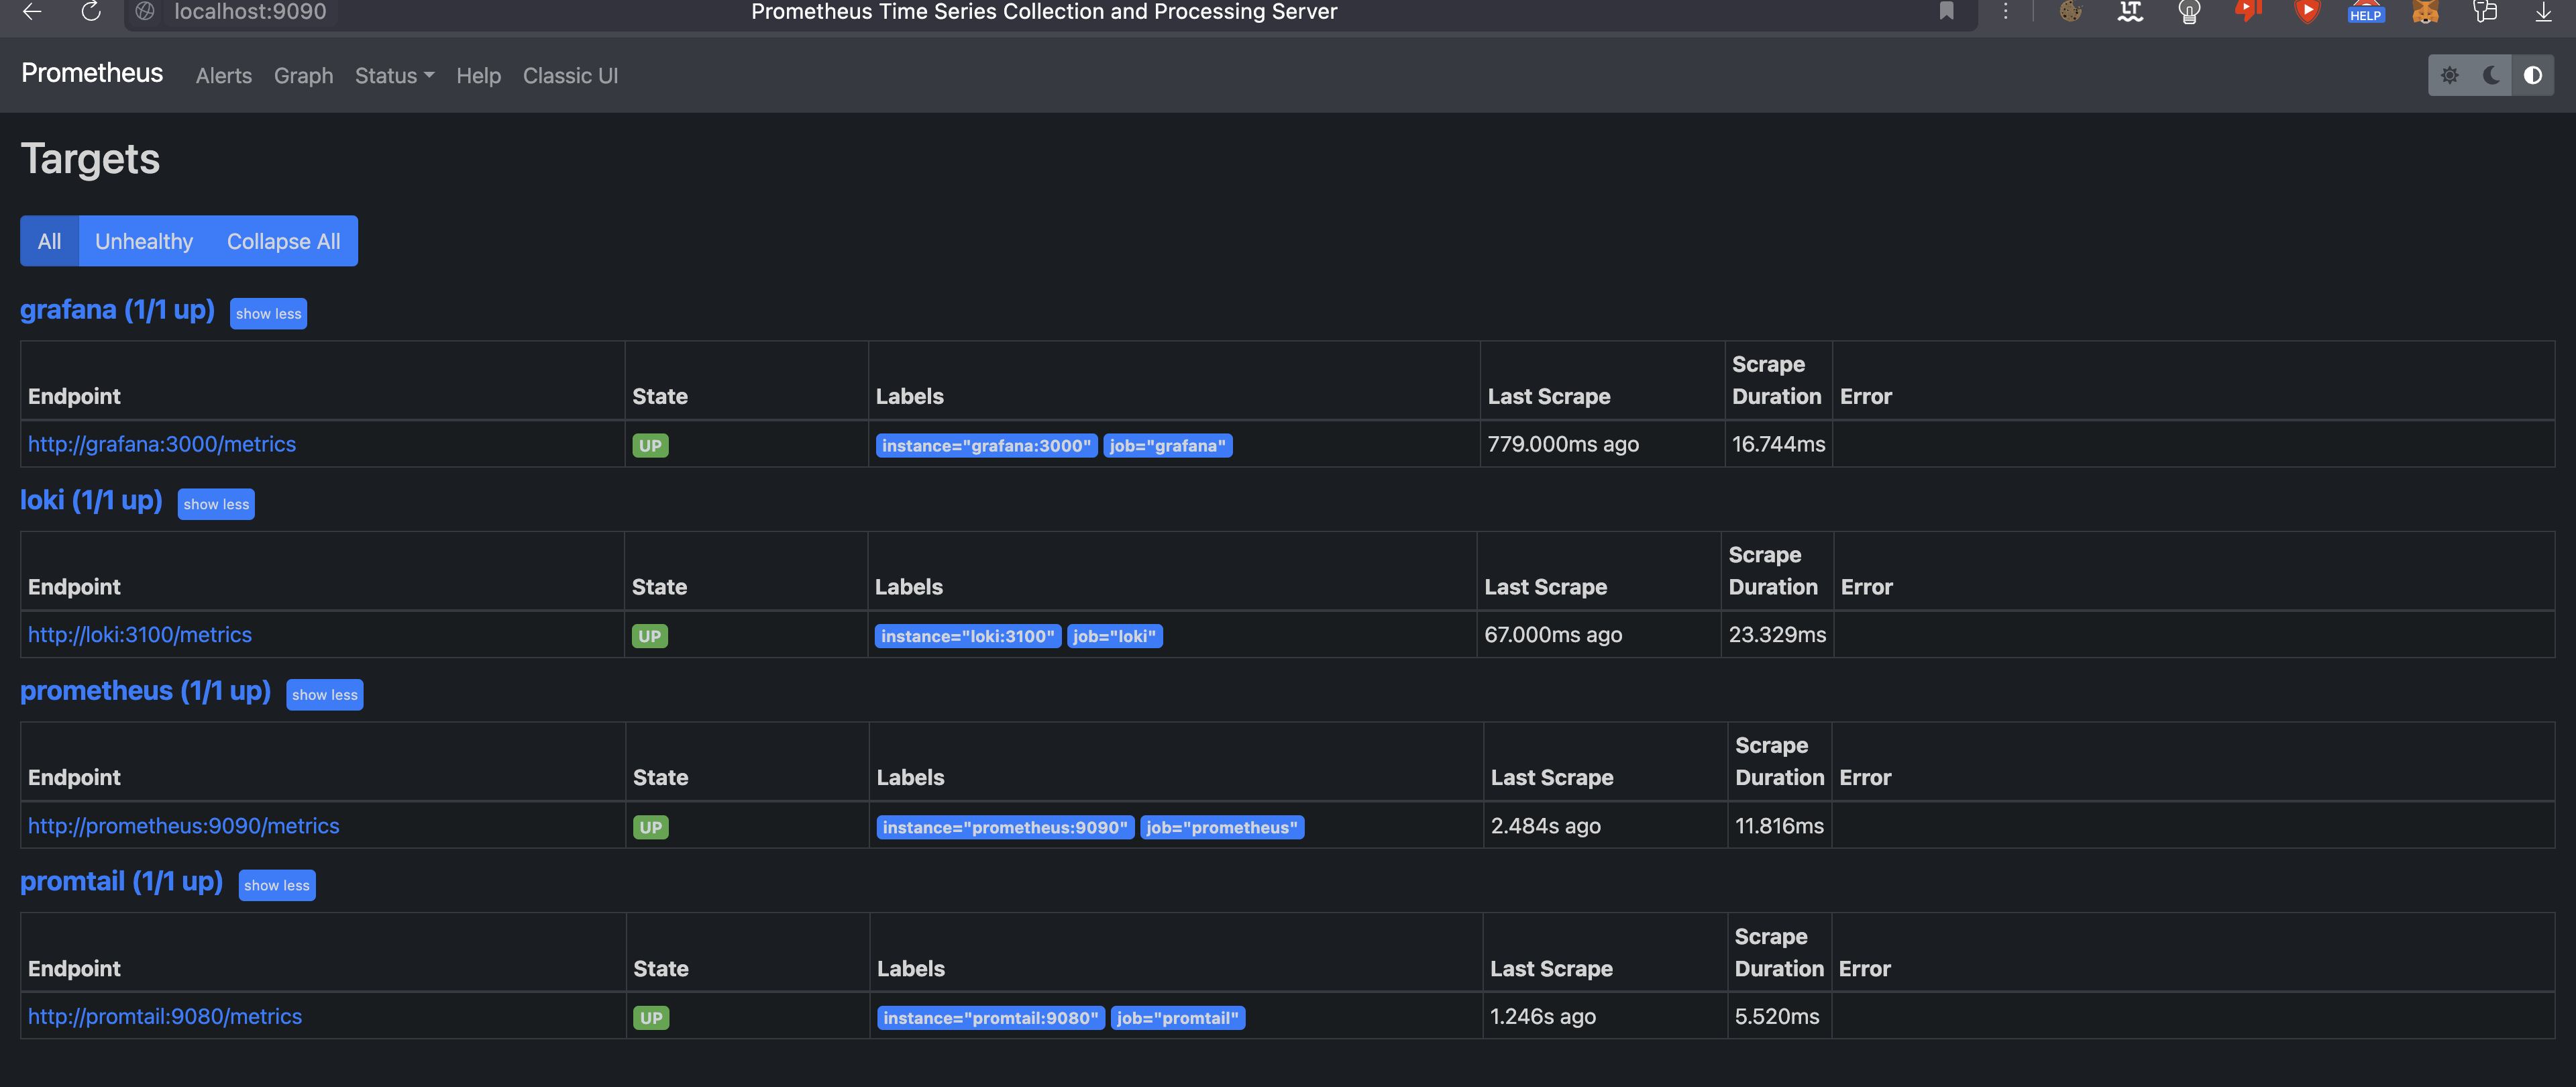 localhost:9090 Prometheus Time Series Collection and Processing Server LT HELP
Prometheus Alerts Graph Status Help Classic UI
Targets
All Unhealthy Collapse All
grafana (1/1 up) show less
Endpoint State Labels Last Scrape Scrape Duration Error
http://grafana:3000/metrics UP instance="grafana:3000" job="grafana" 779.000ms ago 16.744ms
loki (1/1 up) show less
Endpoint State Labels Last Scrape Scrape Duration Error
http://loki:3100/metrics UP instance="loki:3100" job="loki" 67.000ms ago 23.329ms
prometheus (1/1 up) show less
Endpoint State Labels Last Scrape Scrape Duration Error
http://prometheus:9090/metrics UP instance="prometheus:9090" job="prometheus" 2.484s ago 11.816ms
promtail (1/1 up) show less
Endpoint State Labels Last Scrape Scrape Duration Error
http://promtail:9080/metrics UP instance="promtail:9080" job="promtail" 1.246s ago 5.520ms